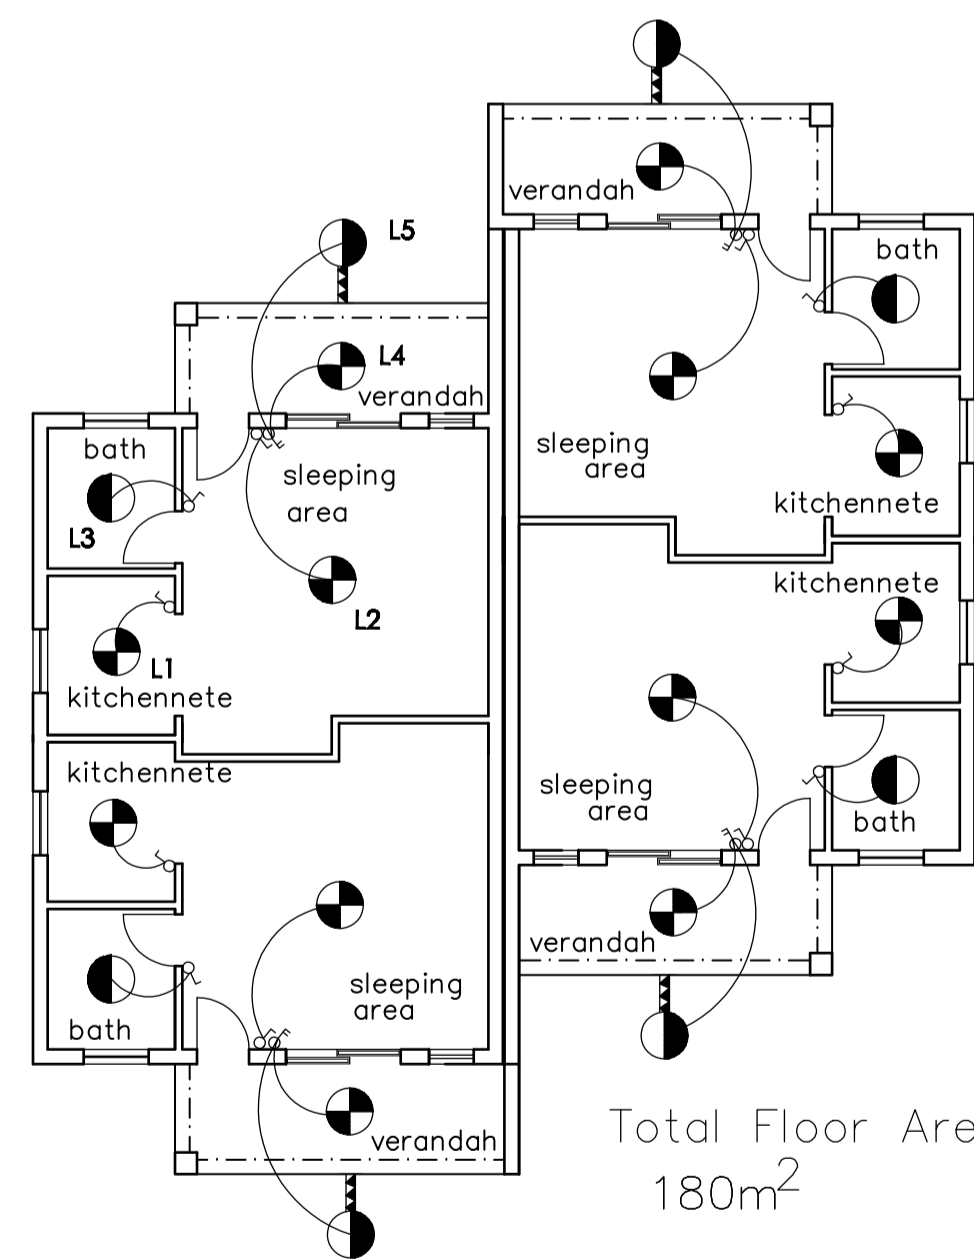 verandah
bath
L5
L4
verandah
bath
sleeping
area
sleeping
area
kitchennete
L3
L2
L1
kitchennete
kitchennete
kitchennete
sleeping
area
bath
verandah
sleeping
area
bath
verandah
Total Floor Are
180m²